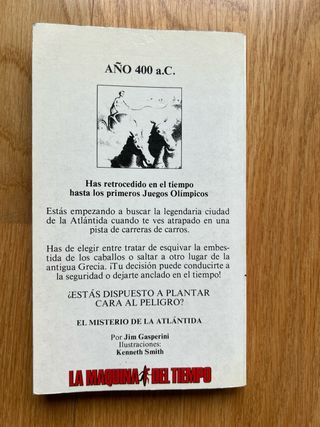 AÑO 400 a.C.
Has retrocedido en el tiempo
hasta los primeros Juegos Olímpicos
Estás empezando a buscar la legendaria ciudad
de la Atlántida cuando te ves atrapado en una
pista de carreras de carros.
Has de elegir entre tratar de esquivar la embes-
tida de los caballos o saltar a otro lugar de la
antigua Grecia. ¡Tu decisión puede conducirte a
la seguridad o dejarte anclado en el tiempo!
¿ESTÁS DISPUESTO A PLANTAR
CARA AL PELIGRO?
EL MISTERIO DE LA ATLÁNTIDA
Por Jim Gasperini
Ilustraciones:
Kenneth Smith
LA MAQUINA DEL TIEMPO